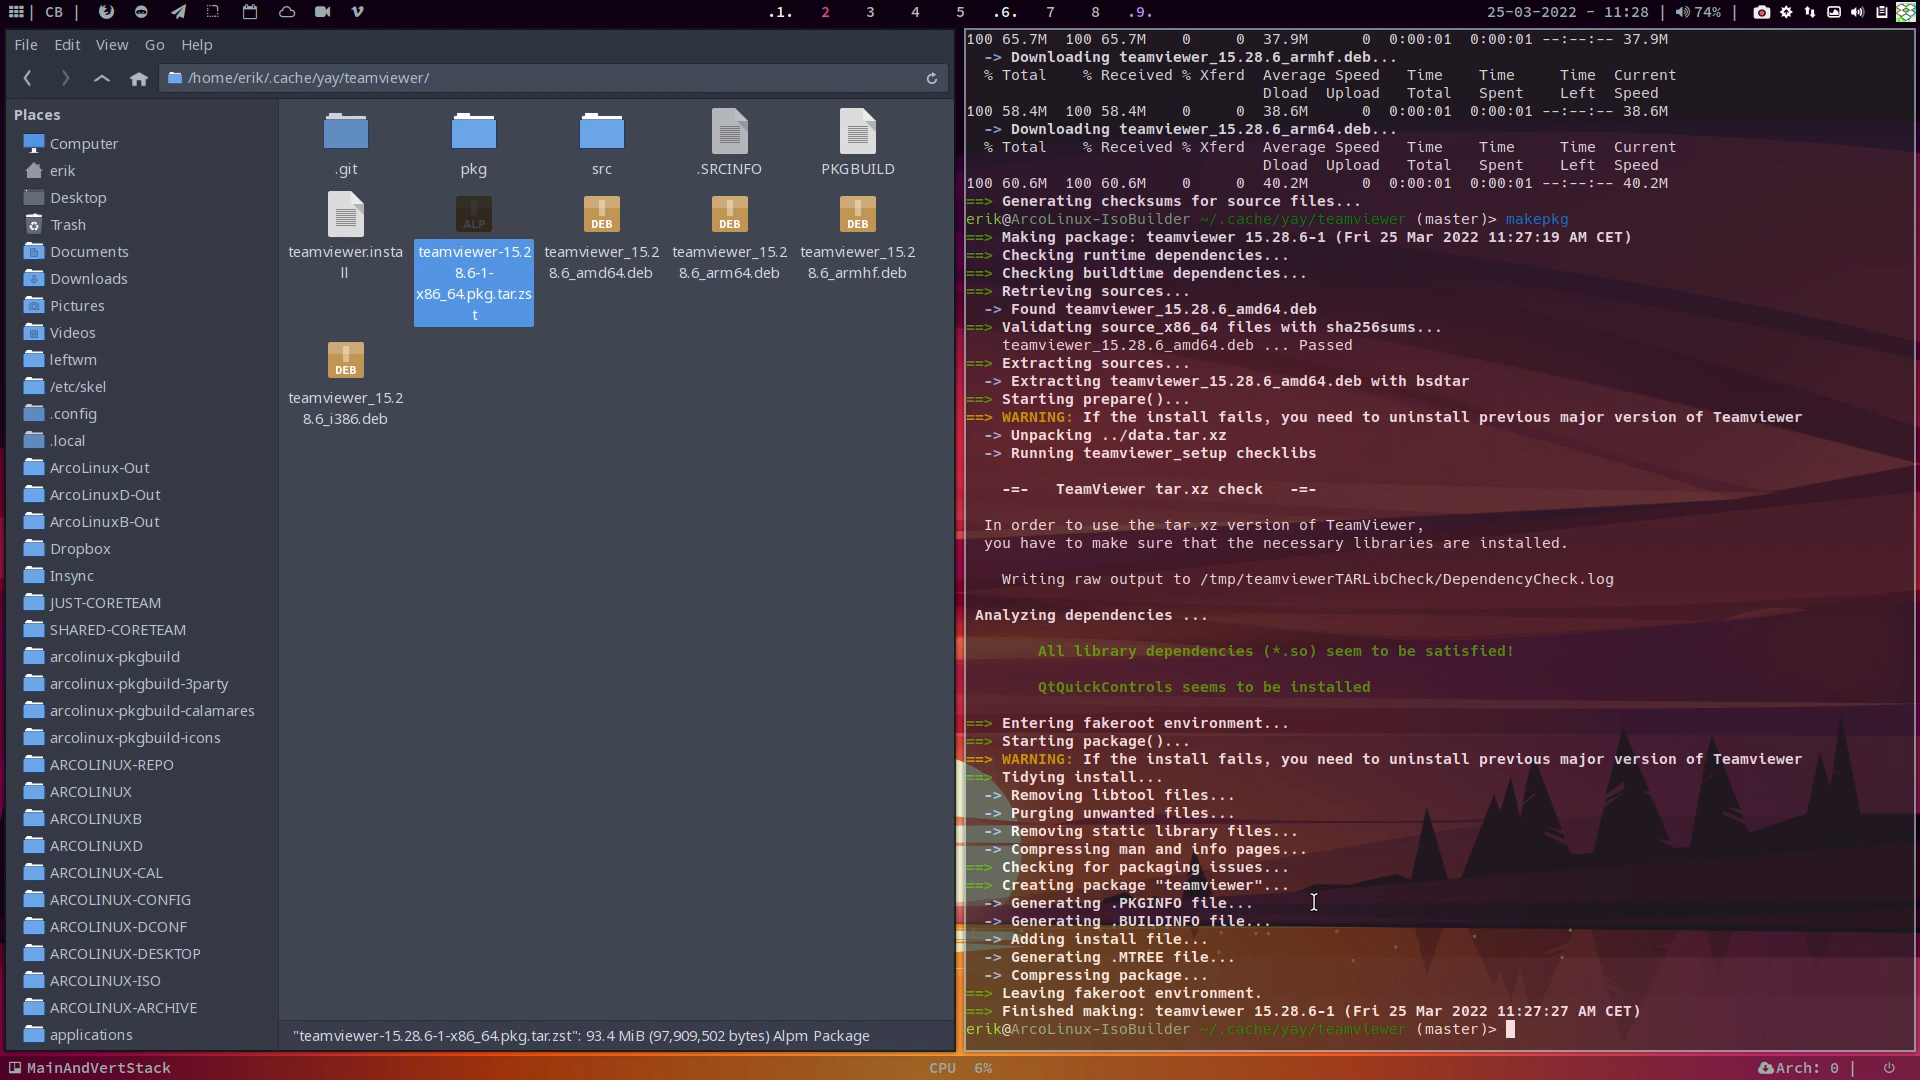 CB
.1. 2 3 4 5 .6. 7 8 .9.
25-03-2022 - 11:28 | 74% |
File Edit View Go Help
/home/erik/.cache/yay/teamviewer/
Places
Computer
erik
Desktop
Trash
Documents
Downloads
Pictures
Videos
leftwm
/etc/skel
.config
.local
ArcoLinux-Out
ArcoLinuxD-Out
ArcoLinuxB-Out
Dropbox
Insync
JUST-CORETEAM
SHARED-CORETEAM
arcolinux-pkgbuild
arcolinux-pkgbuild-3party
arcolinux-pkgbuild-calamares
arcolinux-pkgbuild-icons
ARCOLINUX-REPO
ARCOLINUX
ARCOLINUXB
ARCOLINUXD
ARCOLINUX-CAL
ARCOLINUX-CONFIG
ARCOLINUX-DCONF
ARCOLINUX-DESKTOP
ARCOLINUX-ISO
ARCOLINUX-ARCHIVE
applications
.git
pkg
src
.SRCINFO
PKGBUILD
teamviewer.insta
ll
ALP
teamviewer-15.2
8.6-1-
x86_64.pkg.tar.zs
t
DEB
teamviewer_15.2
8.6_amd64.deb
DEB
teamviewer_15.2
8.6_arm64.deb
DEB
teamviewer_15.2
8.6_armhf.deb
DEB
teamviewer_15.2
8.6_i386.deb
"teamviewer-15.28.6-1-x86_64.pkg.tar.zst": 93.4 MiB (97,909,502 bytes) Alpm Package
100 65.7M  100 65.7M    0     0  37.9M      0  0:00:01  0:00:01 --:--:-- 37.9M
  -> Downloading teamviewer_15.28.6_armhf.deb...
  % Total    % Received % Xferd  Average Speed   Time    Time     Time  Current
                                 Dload  Upload   Total   Spent    Left  Speed
100 58.4M  100 58.4M    0     0  38.6M      0  0:00:01  0:00:01 --:--:-- 38.6M
  -> Downloading teamviewer_15.28.6_arm64.deb...
  % Total    % Received % Xferd  Average Speed   Time    Time     Time  Current
                                 Dload  Upload   Total   Spent    Left  Speed
100 60.6M  100 60.6M    0     0  40.2M      0  0:00:01  0:00:01 --:--:-- 40.2M
==> Generating checksums for source files...
erik@ArcoLinux-IsoBuilder ~/.cache/yay/teamviewer (master)> makepkg
==> Making package: teamviewer 15.28.6-1 (Fri 25 Mar 2022 11:27:19 AM CET)
==> Checking runtime dependencies...
==> Checking buildtime dependencies...
==> Retrieving sources...
  -> Found teamviewer_15.28.6_amd64.deb
==> Validating source_x86_64 files with sha256sums...
    teamviewer_15.28.6_amd64.deb ... Passed
==> Extracting sources...
  -> Extracting teamviewer_15.28.6_amd64.deb with bsdtar
==> Starting prepare()...
==> WARNING: If the install fails, you need to uninstall previous major version of Teamviewer
  -> Unpacking ../data.tar.xz
  -> Running teamviewer_setup checklibs
    -=-   TeamViewer tar.xz check   -=-
  In order to use the tar.xz version of TeamViewer,
  you have to make sure that the necessary libraries are installed.
    Writing raw output to /tmp/teamviewerTARLibCheck/DependencyCheck.log
 Analyzing dependencies ...
        All library dependencies (*.so) seem to be satisfied!
        QtQuickControls seems to be installed
==> Entering fakeroot environment...
==> Starting package()...
==> WARNING: If the install fails, you need to uninstall previous major version of Teamviewer
==> Tidying install...
  -> Removing libtool files...
  -> Purging unwanted files...
  -> Removing static library files...
  -> Compressing man and info pages...
==> Checking for packaging issues...
==> Creating package "teamviewer"...
  -> Generating .PKGINFO file...
  -> Generating .BUILDINFO file...
  -> Adding install file...
  -> Generating .MTREE file...
  -> Compressing package...
==> Leaving fakeroot environment.
==> Finished making: teamviewer 15.28.6-1 (Fri 25 Mar 2022 11:27:27 AM CET)
erik@ArcoLinux-IsoBuilder ~/.cache/yay/teamviewer (master)>
MainAndVertStack
CPU 6%
Arch: 0 |